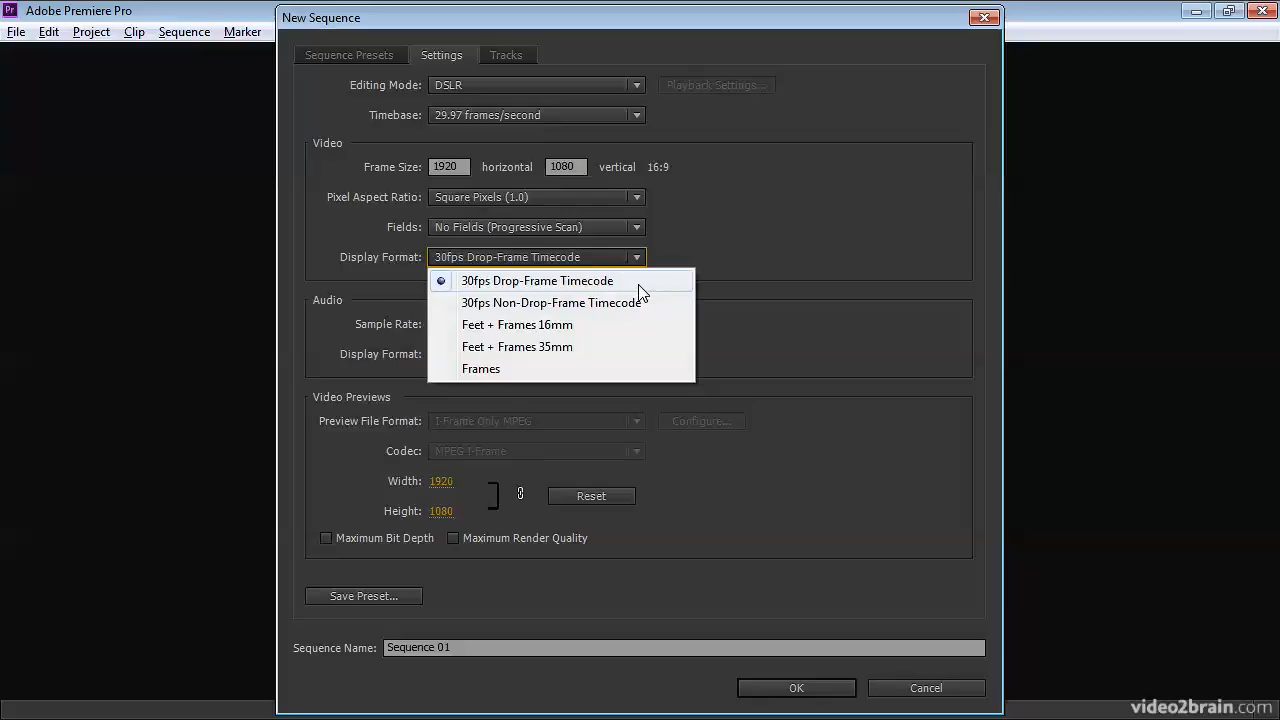 Pr Adobe Premiere Pro
File Edit Project Clip Sequence Marker
New Sequence
Sequence Presets Settings Tracks
Editing Mode: DSLR Playback Settings...
Timebase: 29.97 frames/second
Video
Frame Size: 1920 horizontal 1080 vertical 16:9
Pixel Aspect Ratio: Square Pixels (1.0)
Fields: No Fields (Progressive Scan)
Display Format: 30fps Drop-Frame Timecode
30fps Drop-Frame Timecode
30fps Non-Drop-Frame Timecode
Feet + Frames 16mm
Feet + Frames 35mm
Frames
Audio
Sample Rate:
Display Format:
Video Previews
Preview File Format: I-Frame Only MPEG Configure...
Codec: MPEG I-Frame
Width: 1920
Height: 1080
Reset
Maximum Bit Depth Maximum Render Quality
Save Preset...
Sequence Name: Sequence 01
OK Cancel
video2brain.com